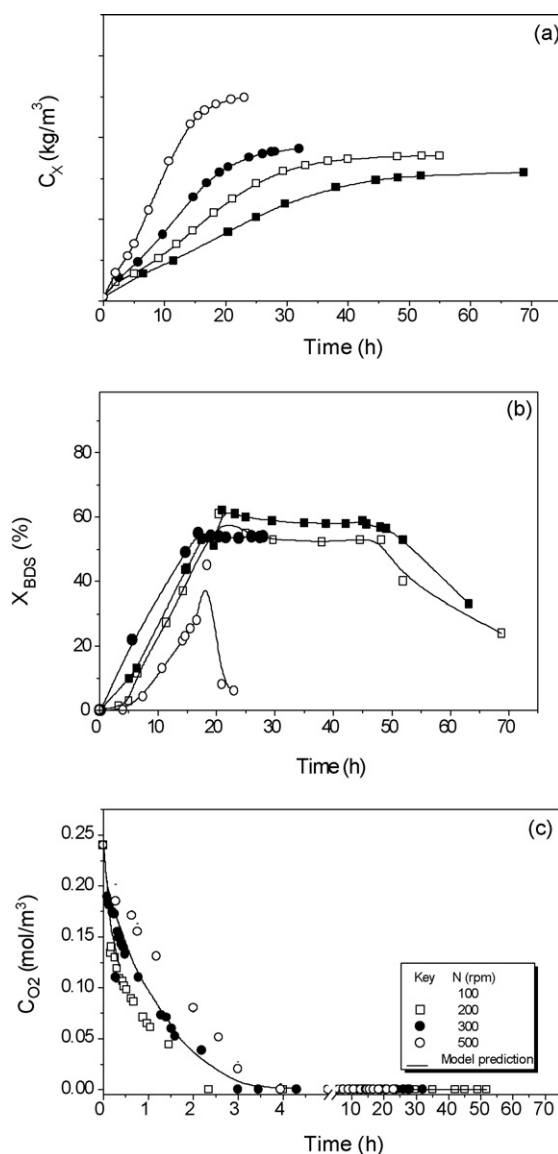 (a)
C_X (kg/m³)
0 10 20 30 40 50 60 70
Time (h)
(b)
80
60
40
20
0
X_BDS (%)
0 10 20 30 40 50 60 70
Time (h)
(c)
0.25
0.20
0.15
0.10
0.05
0.00
C_O2 (mol/m³)
0 1 2 3 4 10 20 30 40 50 60 70
Time (h)
Key N (rpm)
100
200
300
500
Model prediction